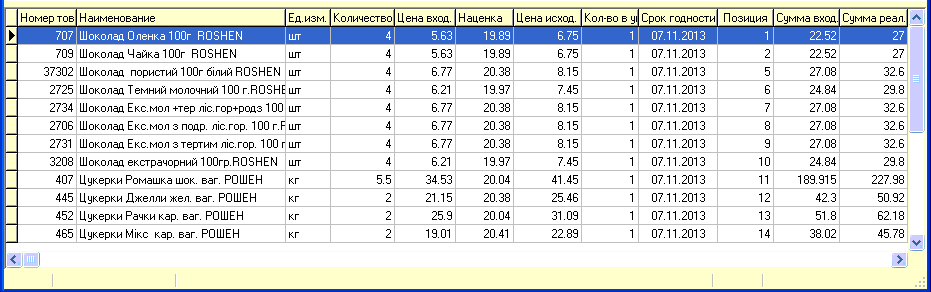 Номер тов Наименование Ед.изм. Количество Цена вход. Наценка Цена исход. Кол-во в у Срок годности Позиция Сумма вход. Сумма реал.
707 Шоколад Оленка 100г ROSHEN шт 4 5.63 19.89 6.75 1 07.11.2013 1 22.52 27
709 Шоколад Чайка 100г ROSHEN шт 4 5.63 19.89 6.75 1 07.11.2013 2 22.52 27
37302 Шоколад пористий 100г білий ROSHEN шт 4 6.77 20.38 8.15 1 07.11.2013 5 27.08 32.6
2725 Шоколад Темний молочний 100 г.ROSHE шт 4 6.21 19.97 7.45 1 07.11.2013 6 24.84 29.8
2734 Шоколад Екс.мол +тер ліс.гор+родз 100 шт 4 6.77 20.38 8.15 1 07.11.2013 7 27.08 32.6
2706 Шоколад Екс.мол з подр. ліс.гор. 100 г.F шт 4 6.77 20.38 8.15 1 07.11.2013 8 27.08 32.6
2731 Шоколад Екс.мол з тертим ліс.гор. 100 г шт 4 6.77 20.38 8.15 1 07.11.2013 9 27.08 32.6
3208 Шоколад екстрачорний 100гр.ROSHEN шт 4 6.21 19.97 7.45 1 07.11.2013 10 24.84 29.8
407 Цукерки Ромашка шок. ваг. РОШЕН кг 5.5 34.53 20.04 41.45 1 07.11.2013 11 189.915 227.98
445 Цукерки Джелли жел. ваг. РОШЕН кг 2 21.15 20.38 25.46 1 07.11.2013 12 42.3 50.92
452 Цукерки Рачки кар. ваг. РОШЕН кг 2 25.9 20.04 31.09 1 07.11.2013 13 51.8 62.18
465 Цукерки Мікс кар. ваг. РОШЕН кг 2 19.01 20.41 22.89 1 07.11.2013 14 38.02 45.78